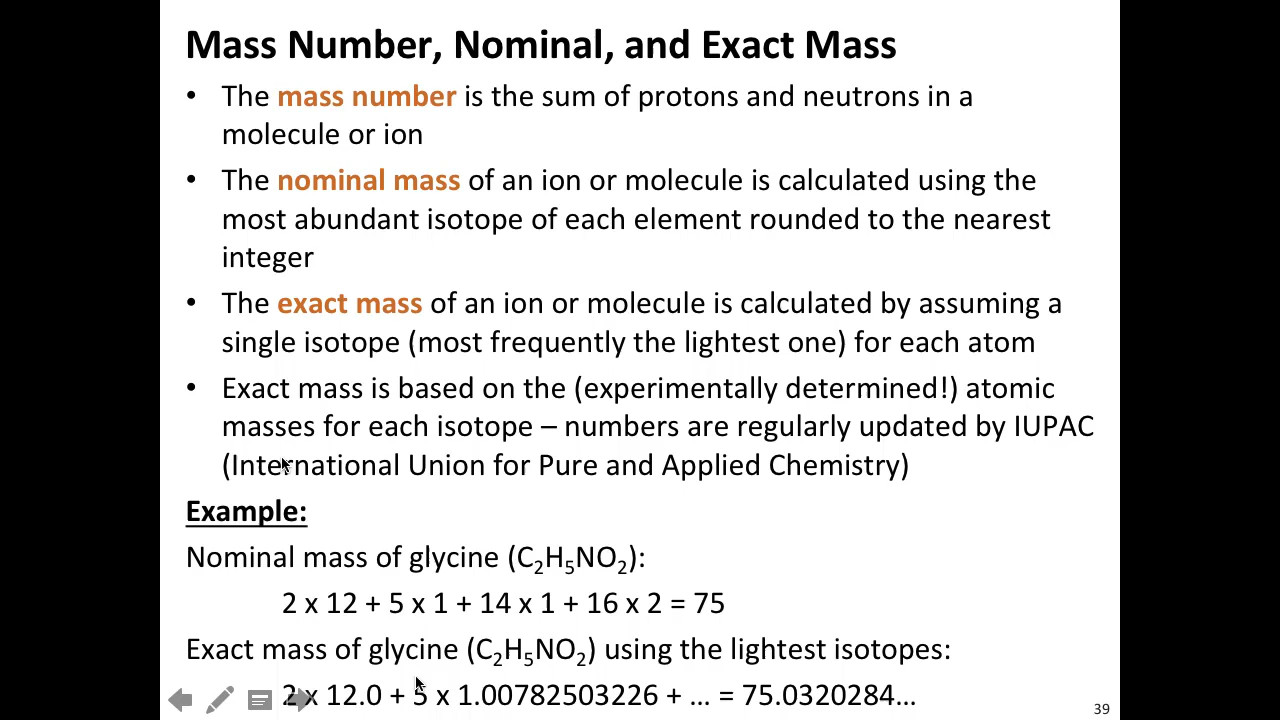 Mass Number, Nominal, and Exact Mass
• The mass number is the sum of protons and neutrons in a
molecule or ion
• The nominal mass of an ion or molecule is calculated using the
most abundant isotope of each element rounded to the nearest
integer
• The exact mass of an ion or molecule is calculated by assuming a
single isotope (most frequently the lightest one) for each atom
• Exact mass is based on the (experimentally determined!) atomic
masses for each isotope – numbers are regularly updated by IUPAC
(International Union for Pure and Applied Chemistry)
Example:
Nominal mass of glycine (C₂H₅NO₂):
2 x 12 + 5 x 1 + 14 x 1 + 16 x 2 = 75
Exact mass of glycine (C₂H₅NO₂) using the lightest isotopes:
2 x 12.0 + 5 x 1.00782503226 + … = 75.0320284…
39